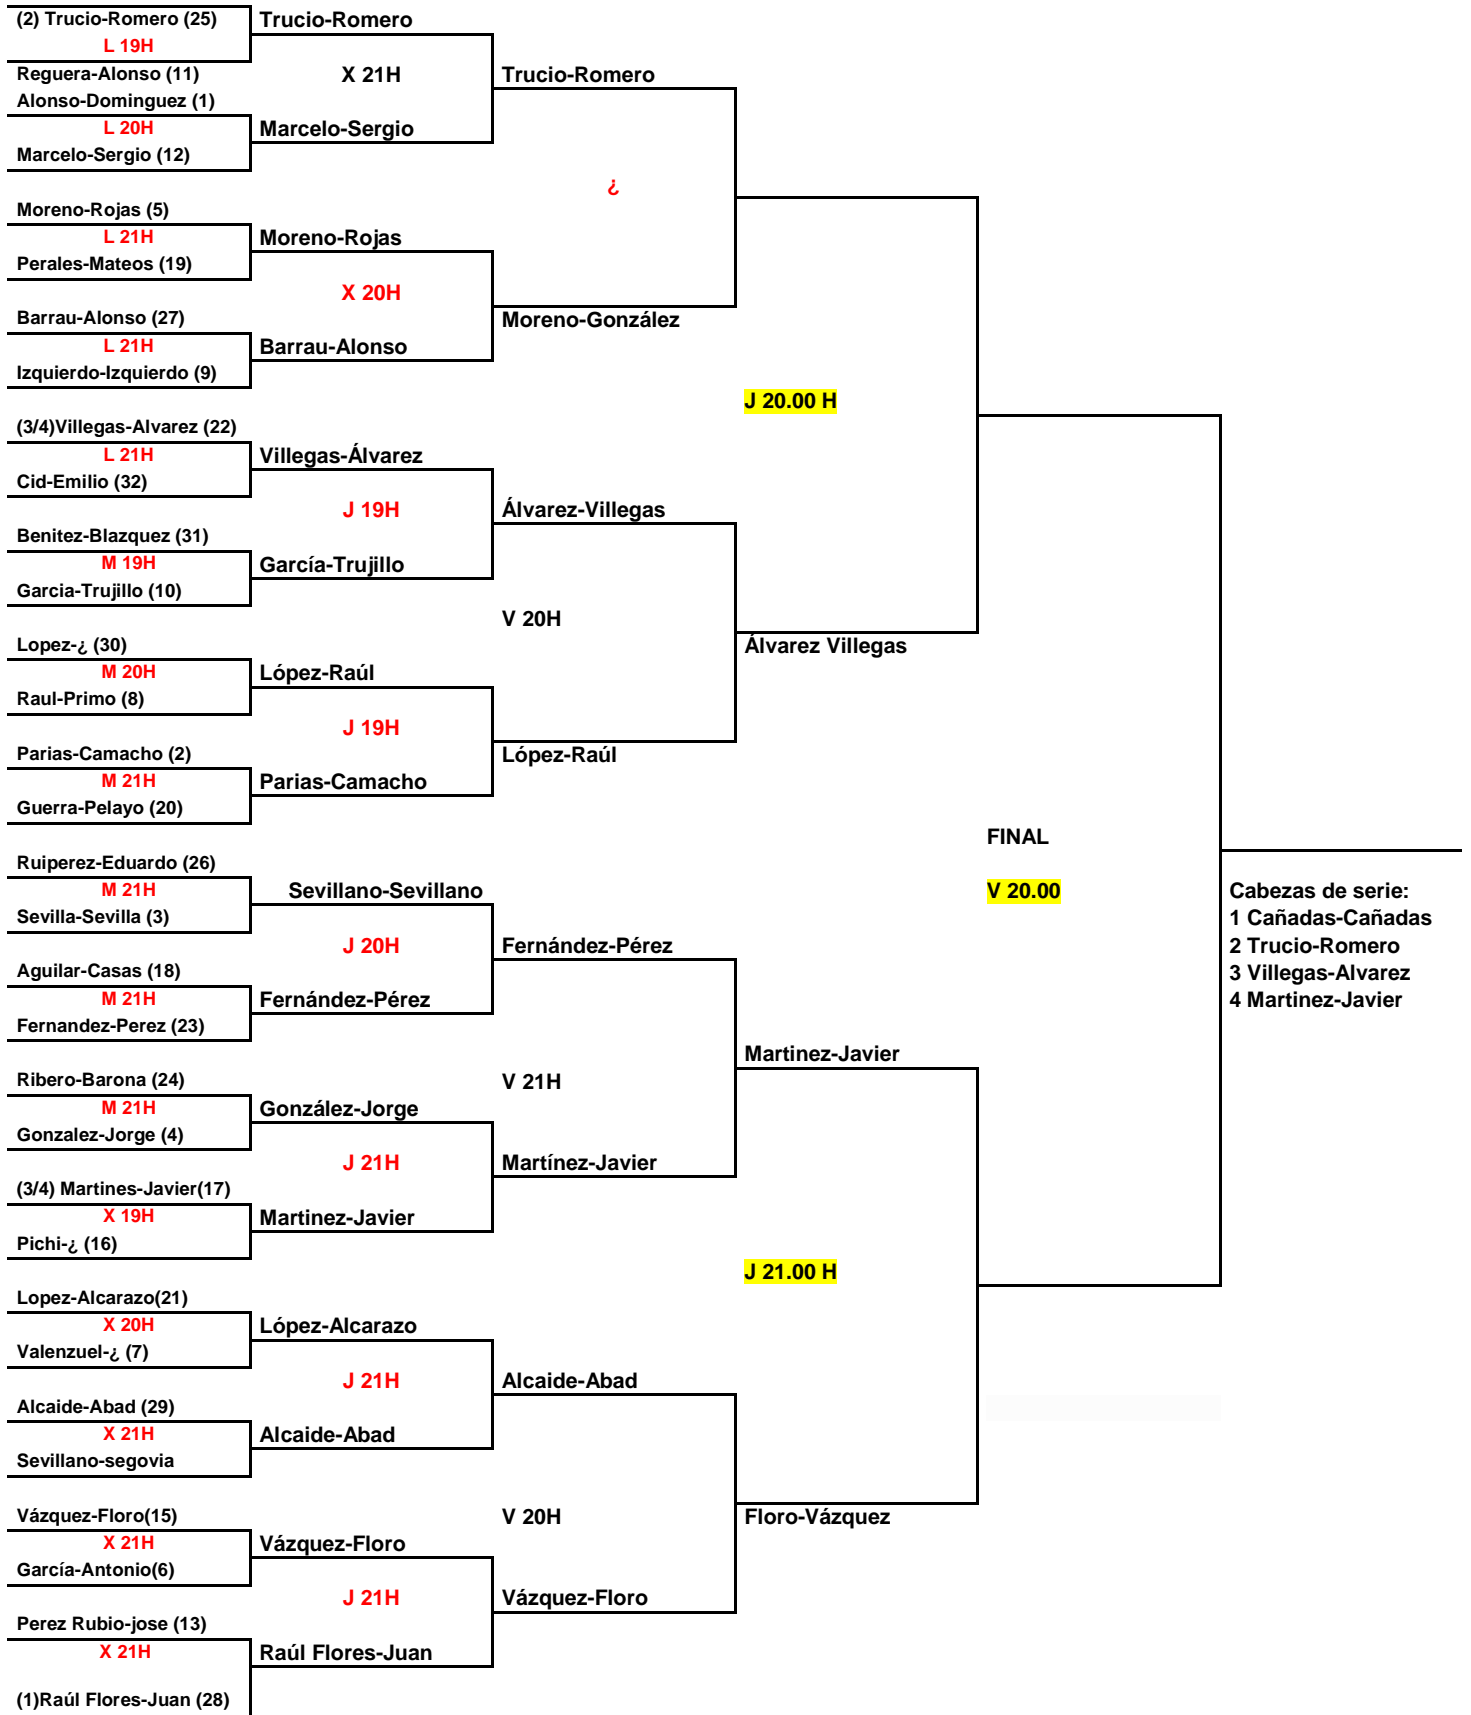 (2) Trucio-Romero (25)
L 19H
Reguera-Alonso (11)
Alonso-Dominguez (1)
L 20H
Marcelo-Sergio (12)
Moreno-Rojas (5)
L 21H
Perales-Mateos (19)
Barrau-Alonso (27)
L 21H
Izquierdo-Izquierdo (9)
(3/4)Villegas-Alvarez (22)
L 21H
Cid-Emilio (32)
Benitez-Blazquez (31)
M 19H
Garcia-Trujillo (10)
Lopez-¿ (30)
M 20H
Raul-Primo (8)
Parias-Camacho (2)
M 21H
Guerra-Pelayo (20)
Ruiperez-Eduardo (26)
M 21H
Sevilla-Sevilla (3)
Aguilar-Casas (18)
M 21H
Fernandez-Perez (23)
Ribero-Barona (24)
M 21H
Gonzalez-Jorge (4)
(3/4) Martines-Javier(17)
X 19H
Pichi-¿ (16)
Lopez-Alcarazo(21)
X 20H
Valenzuel-¿ (7)
Alcaide-Abad (29)
X 21H
Sevillano-segovia
Vázquez-Floro(15)
X 21H
García-Antonio(6)
Perez Rubio-jose (13)
X 21H
(1)Raúl Flores-Juan (28)
Trucio-Romero
X 21H
Marcelo-Sergio
Moreno-Rojas
X 20H
Barrau-Alonso
Villegas-Álvarez
J 19H
García-Trujillo
López-Raúl
J 19H
Parias-Camacho
Sevillano-Sevillano
J 20H
Fernández-Pérez
González-Jorge
J 21H
Martinez-Javier
López-Alcarazo
J 21H
Alcaide-Abad
Vázquez-Floro
J 21H
Raúl Flores-Juan
Trucio-Romero
¿
Moreno-González
Álvarez-Villegas
V 20H
López-Raúl
Fernández-Pérez
V 21H
Martínez-Javier
Alcaide-Abad
V 20H
Vázquez-Floro
J 20.00 H
Álvarez Villegas
Martinez-Javier
J 21.00 H
Floro-Vázquez
FINAL
V 20.00
Cabezas de serie:
1 Cañadas-Cañadas
2 Trucio-Romero
3 Villegas-Alvarez
4 Martinez-Javier